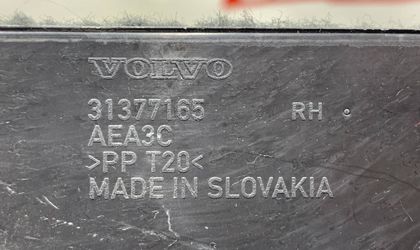 VOLVO
31377165 RH
AEA3C
>PP T20<
MADE IN SLOVAKIA